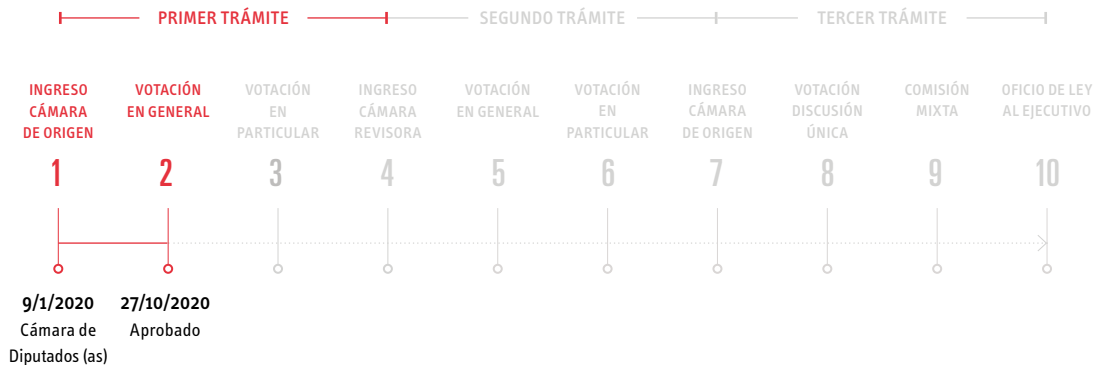 PRIMER TRÁMITE
SEGUNDO TRÁMITE
TERCER TRÁMITE
INGRESO
CÁMARA
DE ORIGEN
1
VOTACIÓN
EN GENERAL
2
VOTACIÓN
EN
PARTICULAR
3
INGRESO
CÁMARA
REVISORA
4
VOTACIÓN
EN GENERAL
5
VOTACIÓN
EN
PARTICULAR
6
INGRESO
CÁMARA
DE ORIGEN
7
VOTACIÓN
DISCUSIÓN
ÚNICA
8
COMISIÓN
MIXTA
9
OFICIO DE LEY
AL EJECUTIVO
10
9/1/2020
Cámara de
Diputados (as)
27/10/2020
Aprobado